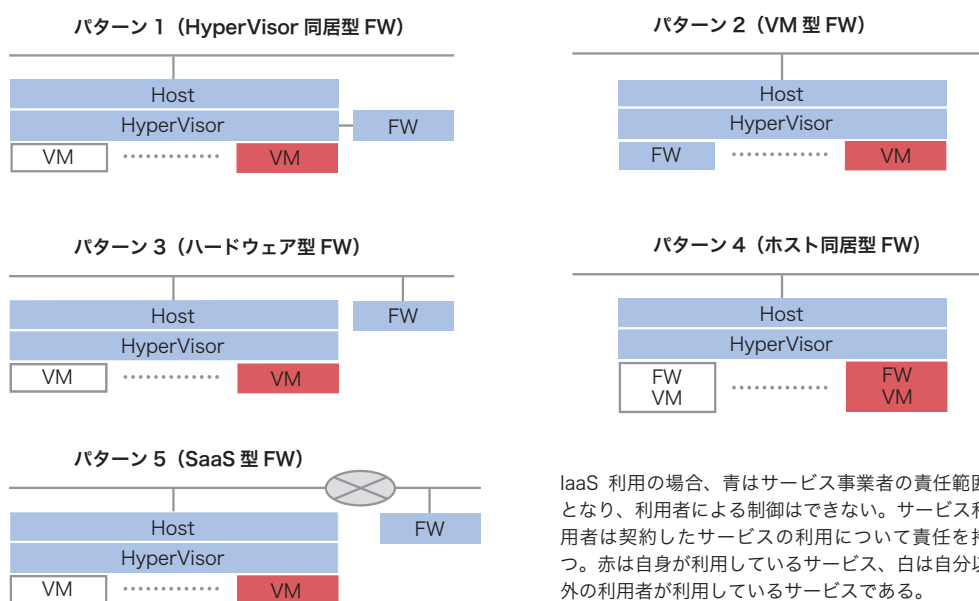 パターン 1（HyperVisor 同居型 FW）
Host
HyperVisor
FW
VM
VM
パターン 2（VM 型 FW）
Host
HyperVisor
FW
VM
パターン 3（ハードウェア型 FW）
Host
FW
HyperVisor
VM
VM
パターン 4（ホスト同居型 FW）
Host
HyperVisor
FW
VM
FW
VM
パターン 5（SaaS 型 FW）
Host
FW
HyperVisor
VM
VM
IaaS 利用の場合、青はサービス事業者の責任範囲
となり、利用者による制御はできない。サービス利
用者は契約したサービスの利用について責任を持
つ。赤は自身が利用しているサービス、白は自分以
外の利用者が利用しているサービスである。